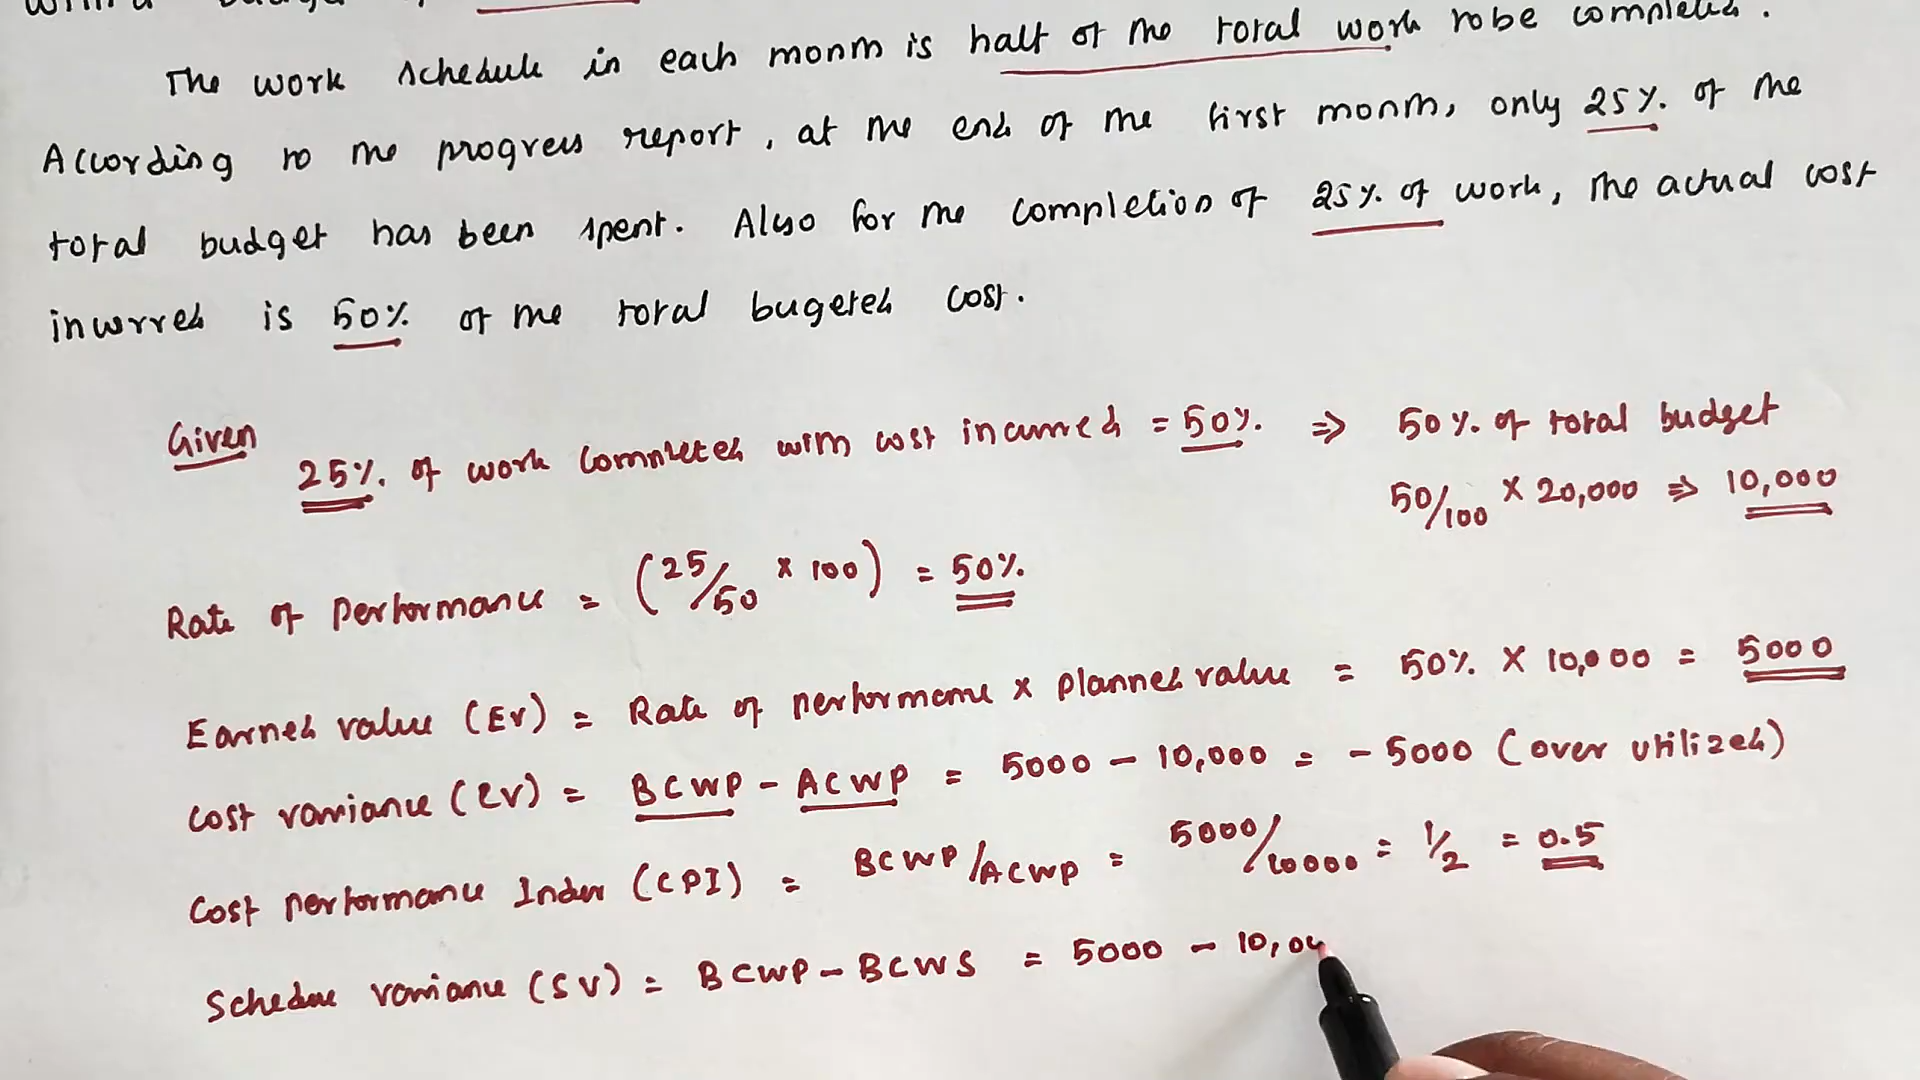 The work schedule in each month is half of the total work to be completed.
According to the progress report, at the end of the first month, only 25% of the
total budget has been spent. Also for the completion of 25% of work, the actual cost
incurred is 50% of the total bugeted cost.
Given
25% of work completed with cost incurred = 50% ⇒ 50% of total budget
50/100 × 20,000 ⇒ 10,000
Rate of performance = (25/50 × 100) = 50%
Earned value (EV) = Rate of performance × planned value = 50% × 10,000 = 5000
Cost variance (CV) = BCWP - ACWP = 5000 - 10,000 = -5000 (over utilized)
Cost performance Index (CPI) = BCWP/ACWP = 5000/10000 = 1/2 = 0.5
Schedue variance (SV) = BCWP - BCWS = 5000 - 10,00